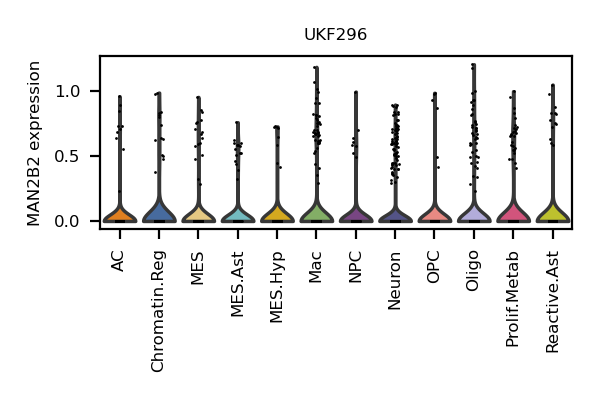 UKF296
MAN2B2 expression
1.0
0.5
0.0
AC
Chromatin.Reg
MES
MES.Ast
MES.Hyp
Mac
NPC
Neuron
OPC
Oligo
Prolif.Metab
Reactive.Ast